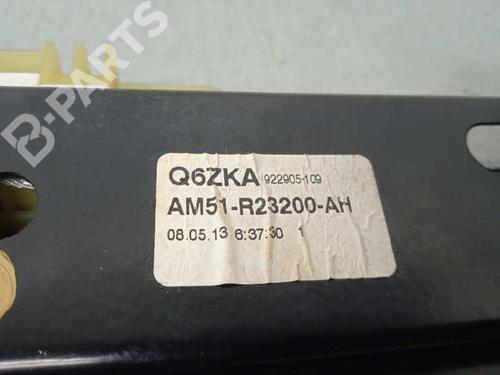 B-PARTS
Q6ZKA 922905-109
AM51-R23200-AH
08.05.13 6:37:30 1